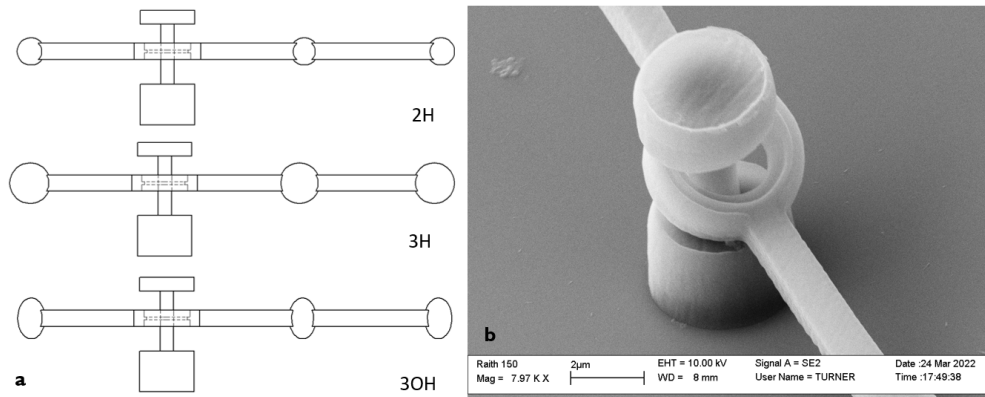 2H
3H
3OH
a
b
Raith 150
Mag = 7.97 K X
2µm
EHT = 10.00 kV
WD = 8 mm
Signal A = SE2
User Name = TURNER
Date :24 Mar 2022
Time :17:49:38